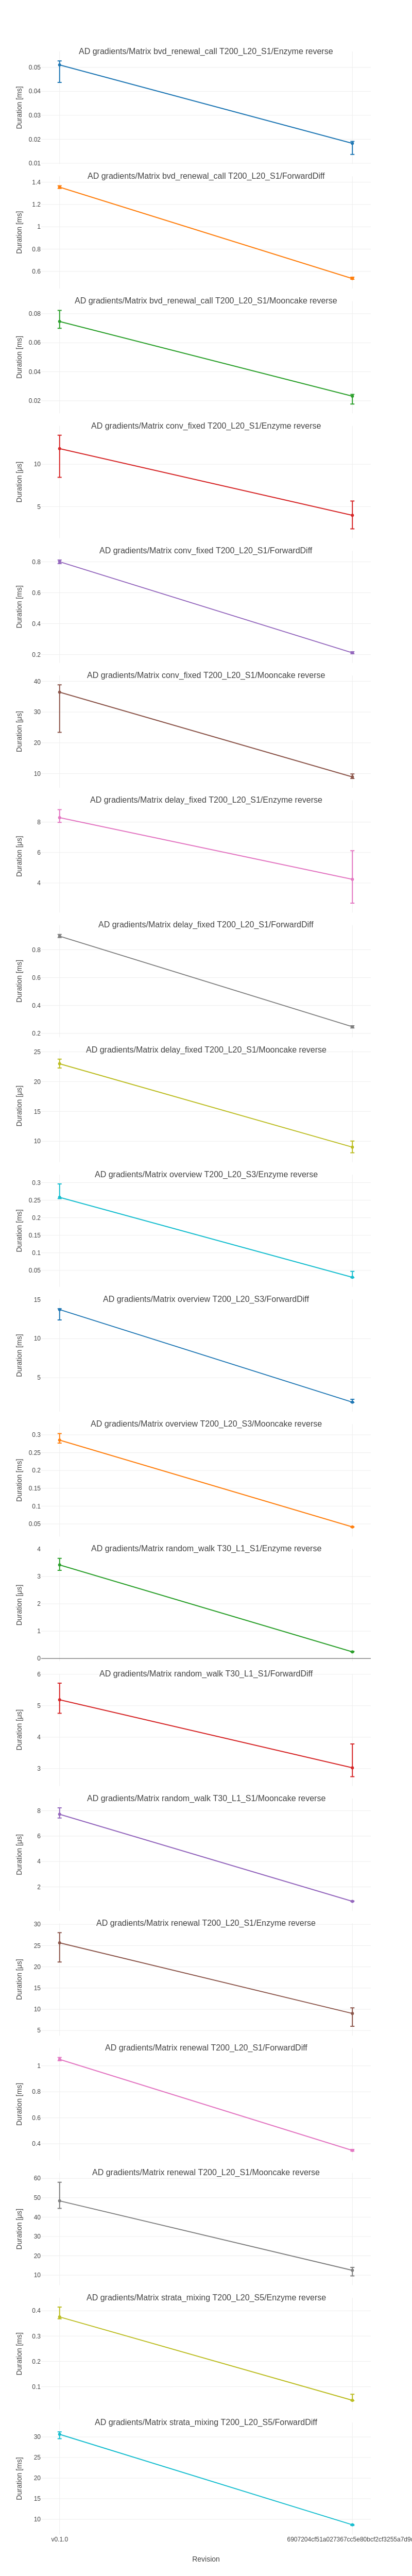 AD gradients/Matrix bvd_renewal_call T200_L20_S1/Enzyme reverse
Duration [ms]
0.05
0.04
0.03
0.02
0.01
AD gradients/Matrix bvd_renewal_call T200_L20_S1/ForwardDiff
Duration [ms]
1.4
1.2
1
0.8
0.6
AD gradients/Matrix bvd_renewal_call T200_L20_S1/Mooncake reverse
Duration [ms]
0.08
0.06
0.04
0.02
AD gradients/Matrix conv_fixed T200_L20_S1/Enzyme reverse
Duration [µs]
10
5
AD gradients/Matrix conv_fixed T200_L20_S1/ForwardDiff
Duration [ms]
0.8
0.6
0.4
0.2
AD gradients/Matrix conv_fixed T200_L20_S1/Mooncake reverse
Duration [µs]
40
30
20
10
AD gradients/Matrix delay_fixed T200_L20_S1/Enzyme reverse
Duration [µs]
8
6
4
AD gradients/Matrix delay_fixed T200_L20_S1/ForwardDiff
Duration [ms]
0.8
0.6
0.4
0.2
AD gradients/Matrix delay_fixed T200_L20_S1/Mooncake reverse
Duration [µs]
25
20
15
10
AD gradients/Matrix overview T200_L20_S3/Enzyme reverse
Duration [ms]
0.3
0.25
0.2
0.15
0.1
0.05
AD gradients/Matrix overview T200_L20_S3/ForwardDiff
Duration [ms]
15
10
5
AD gradients/Matrix overview T200_L20_S3/Mooncake reverse
Duration [ms]
0.3
0.25
0.2
0.15
0.1
0.05
AD gradients/Matrix random_walk T30_L1_S1/Enzyme reverse
Duration [µs]
4
3
2
1
0
AD gradients/Matrix random_walk T30_L1_S1/ForwardDiff
Duration [µs]
6
5
4
3
AD gradients/Matrix random_walk T30_L1_S1/Mooncake reverse
Duration [µs]
8
6
4
2
AD gradients/Matrix renewal T200_L20_S1/Enzyme reverse
Duration [µs]
30
25
20
15
10
5
AD gradients/Matrix renewal T200_L20_S1/ForwardDiff
Duration [ms]
1
0.8
0.6
0.4
AD gradients/Matrix renewal T200_L20_S1/Mooncake reverse
Duration [µs]
60
50
40
30
20
10
AD gradients/Matrix strata_mixing T200_L20_S5/Enzyme reverse
Duration [ms]
0.4
0.3
0.2
0.1
AD gradients/Matrix strata_mixing T200_L20_S5/ForwardDiff
Duration [ms]
30
25
20
15
10
v0.1.0
6907204cf51a027367cc5e80bcf2cf3255a7d9
Revision